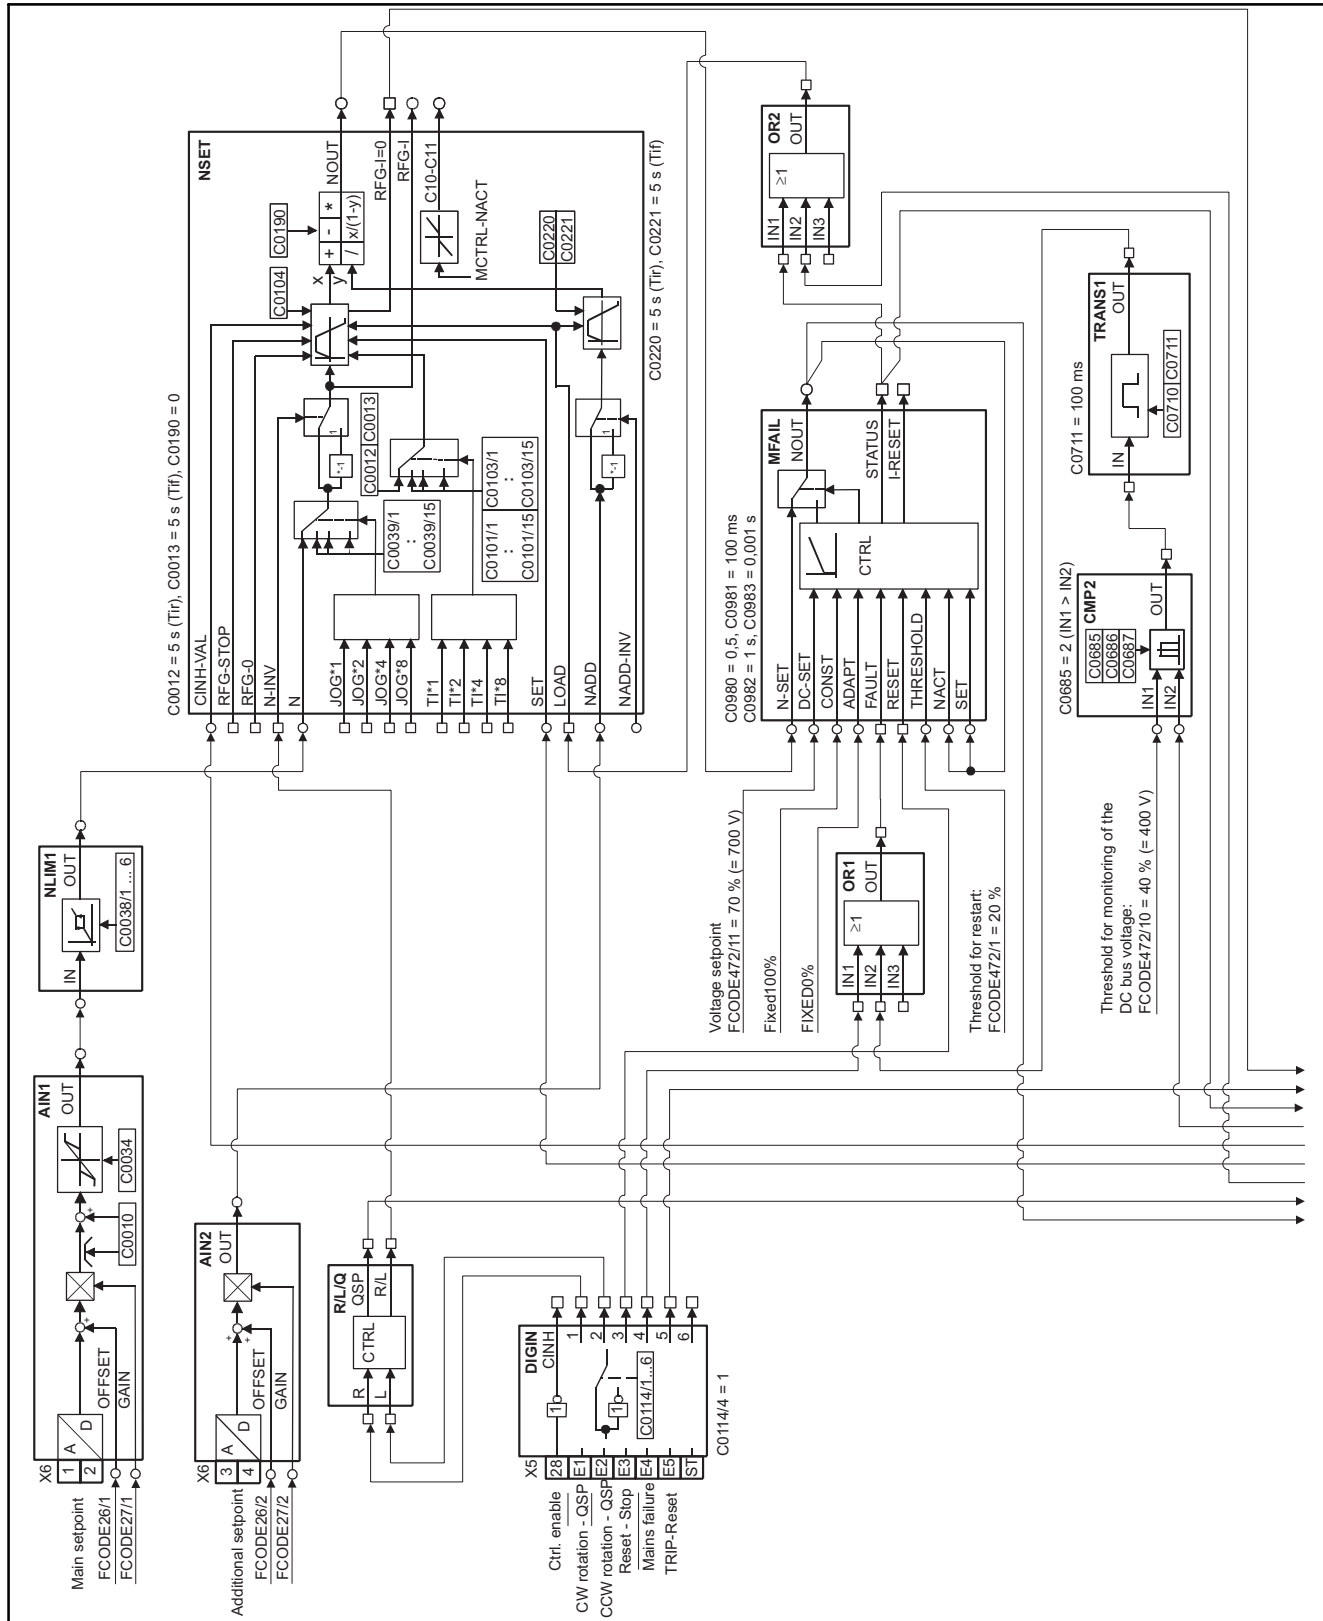 X6
1
2
A
D
AIN1
OUT
OFFSET
GAIN
C0010
C0034
+
+
Main setpoint
FCODE26/1
FCODE27/1
NLIM1
IN
OUT
C0038/1 ... 6
X6
3
4
A
D
AIN2
OUT
OFFSET
GAIN
+
+
Additional setpoint
FCODE26/2
FCODE27/2
R/L/Q
R
L
CTRL
QSP
R/L
DIGIN
X5
28
E1
E2
E3
E4
E5
ST
CINH
1
2
3
4
5
6
1
1
C0114/1...6
C0114/4 = 1
Ctrl. enable
CW rotation - QSP
CCW rotation - QSP
Reset - Stop
Mains failure
TRIP-Reset
C0012 = 5 s (Tir), C0013 = 5 s (Tif), C0190 = 0
NSET
CINH-VAL
RFG-STOP
RFG-0
N-INV
N
JOG*1
JOG*2
JOG*4
JOG*8
TI*1
TI*2
TI*4
TI*8
SET
LOAD
NADD
NADD-INV
C0039/1
:
C0039/15
*-1
1
C0012
C0013
C0101/1
:
C0101/15
C0103/1
:
C0103/15
*-1
1
C0104
C0190
x
y
+
-
*
/
x/(1-y)
NOUT
RFG-I=0
RFG-I
C10-C11
MCTRL-NACT
C0220
C0221
C0220 = 5 s (Tir), C0221 = 5 s (Tif)
OR2
IN1
IN2
IN3
≥1
OUT
C0980 = 0,5, C0981 = 100 ms
C0982 = 1 s, C0983 = 0,001 s
MFAIL
N-SET
DC-SET
CONST
ADAPT
FAULT
RESET
THRESHOLD
NACT
SET
CTRL
NOUT
STATUS
I-RESET
Voltage setpoint
FCODE472/11 = 70 % (= 700 V)
Fixed100%
FIXED0%
OR1
IN1
IN2
IN3
≥1
OUT
Threshold for restart:
FCODE472/1 = 20 %
C0711 = 100 ms
TRANS1
IN
OUT
C0710
C0711
C0685 = 2 (IN1 > IN2)
CMP2
C0685
C0686
C0687
IN1
IN2
OUT
Threshold for monitoring of the
DC bus voltage:
FCODE472/10 = 40 % (= 400 V)